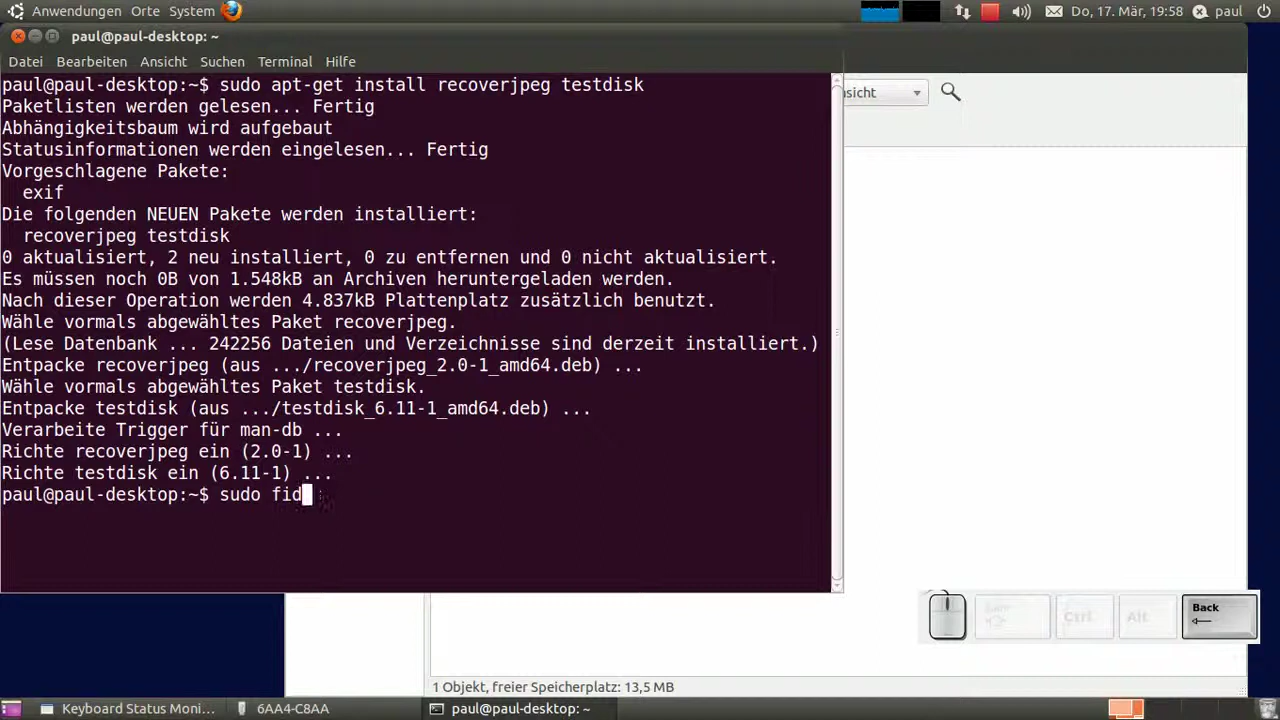 Anwendungen Orte System
Do, 17. Mär, 19:58 paul
paul@paul-desktop: ~
Datei Bearbeiten Ansicht Suchen Terminal Hilfe
paul@paul-desktop:~$ sudo apt-get install recoverjpeg testdisk
Paketlisten werden gelesen... Fertig
Abhängigkeitsbaum wird aufgebaut
Statusinformationen werden eingelesen... Fertig
Vorgeschlagene Pakete:
exif
Die folgenden NEUEN Pakete werden installiert:
recoverjpeg testdisk
0 aktualisiert, 2 neu installiert, 0 zu entfernen und 0 nicht aktualisiert.
Es müssen noch 0B von 1.548kB an Archiven heruntergeladen werden.
Nach dieser Operation werden 4.837kB Plattenplatz zusätzlich benutzt.
Wähle vormals abgewähltes Paket recoverjpeg.
(Lese Datenbank ... 242256 Dateien und Verzeichnisse sind derzeit installiert.)
Entpacke recoverjpeg (aus .../recoverjpeg_2.0-1_amd64.deb) ...
Wähle vormals abgewähltes Paket testdisk.
Entpacke testdisk (aus .../testdisk_6.11-1_amd64.deb) ...
Verarbeite Trigger für man-db ...
Richte recoverjpeg ein (2.0-1) ...
Richte testdisk ein (6.11-1) ...
paul@paul-desktop:~$ sudo fid
sicht
Ctrl Alt Back
1 Objekt, freier Speicherplatz: 13,5 MB
Keyboard Status Moni... 6AA4-C8AA paul@paul-desktop: ~